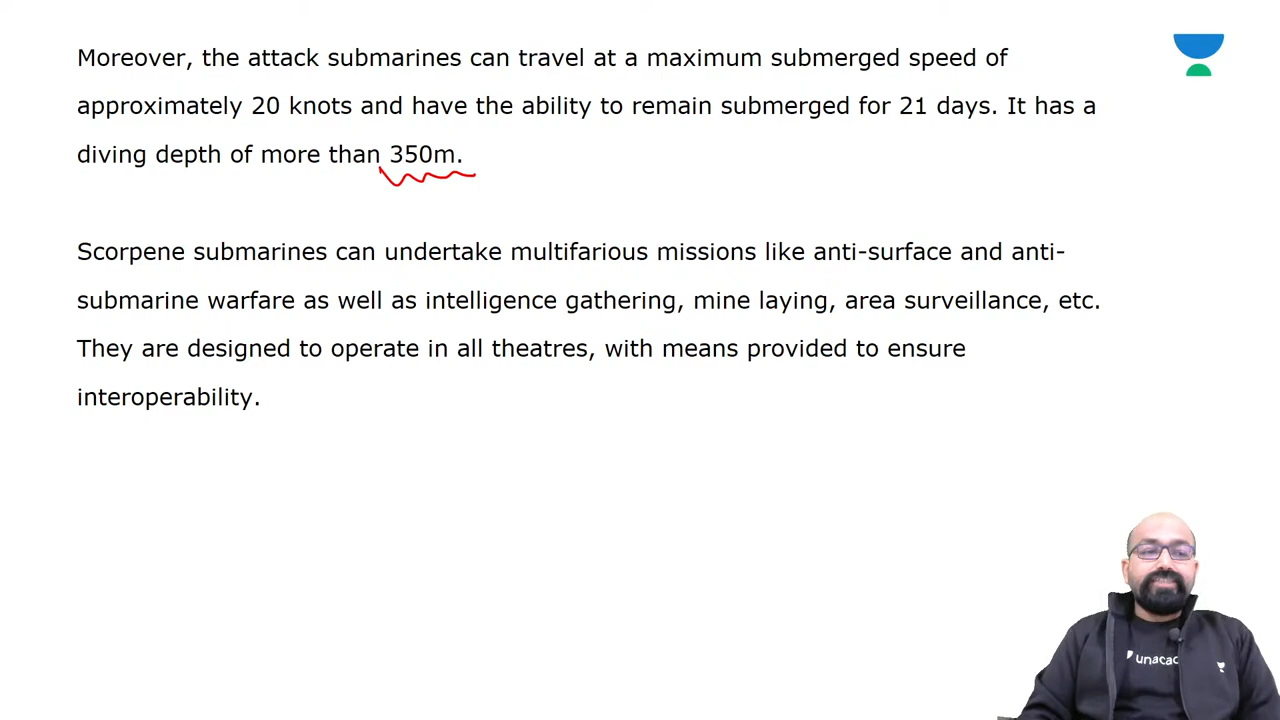 Moreover, the attack submarines can travel at a maximum submerged speed of
approximately 20 knots and have the ability to remain submerged for 21 days. It has a
diving depth of more than 350m.
Scorpene submarines can undertake multifarious missions like anti-surface and anti-
submarine warfare as well as intelligence gathering, mine laying, area surveillance, etc.
They are designed to operate in all theatres, with means provided to ensure
interoperability.
unacad